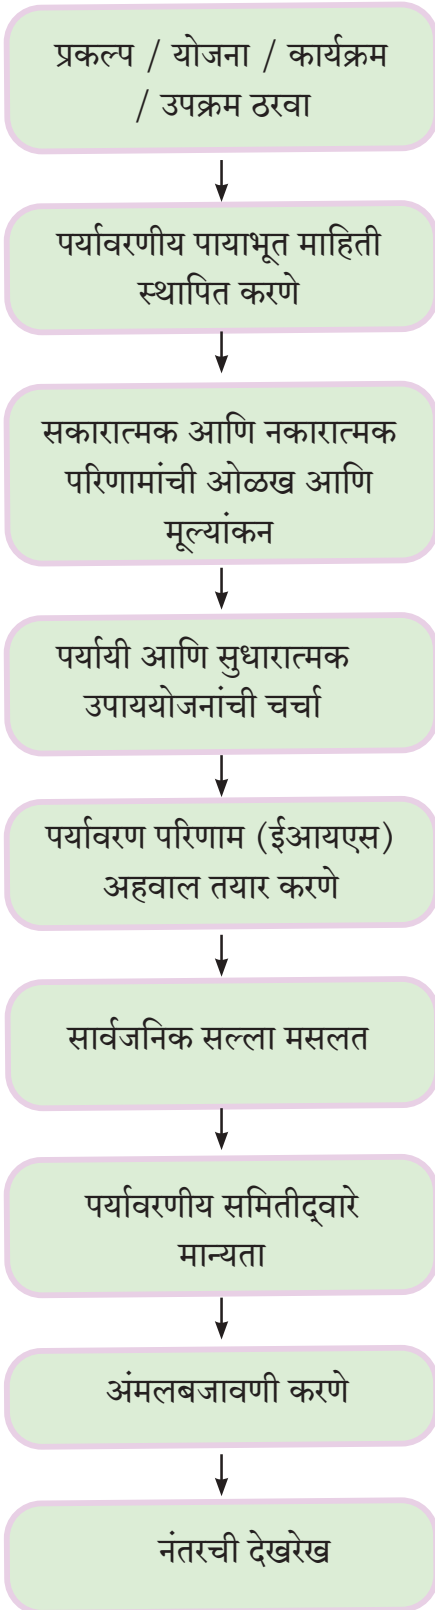 प्रकल्प / योजना / कार्यक्रम
/ उपक्रम ठरवा
पर्यावरणीय पायाभूत माहिती
स्थापित करणे
सकारात्मक आणि नकारात्मक
परिणामांची ओळख आणि
मूल्यांकन
पर्यायी आणि सुधारात्मक
उपाययोजनांची चर्चा
पर्यावरण परिणाम (ईआयएस)
अहवाल तयार करणे
सार्वजनिक सल्ला मसलत
पर्यावरणीय समितीद्‌वारे
मान्यता
अंमलबजावणी करणे
नंतरची देखरेख